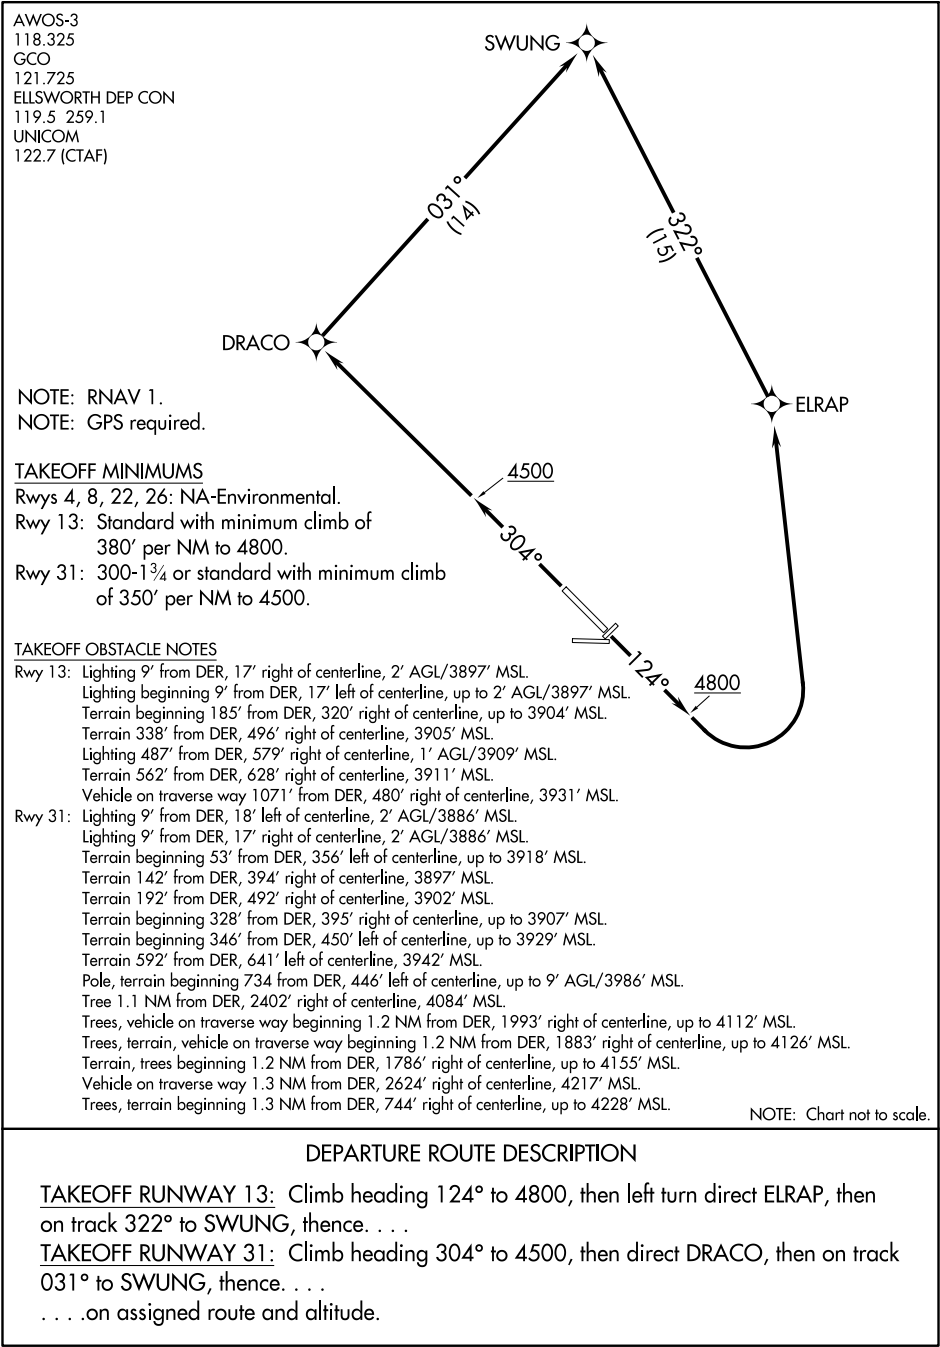 AWOS-3
118.325
GCO
121.725
ELLSWORTH DEP CON
119.5 259.1
UNICOM
122.7 (CTAF)
SWUNG
031°
(14)
322°
(15)
DRACO
ELRAP
NOTE: RNAV 1.
NOTE: GPS required.
4500
304°
124°
4800
TAKEOFF MINIMUMS
Rwys 4, 8, 22, 26: NA-Environmental.
Rwy 13: Standard with minimum climb of
380' per NM to 4800.
Rwy 31: 300-1¾ or standard with minimum climb
of 350' per NM to 4500.
TAKEOFF OBSTACLE NOTES
Rwy 13: Lighting 9' from DER, 17' right of centerline, 2' AGL/3897' MSL.
Lighting beginning 9' from DER, 17' left of centerline, up to 2' AGL/3897' MSL.
Terrain beginning 185' from DER, 320' right of centerline, up to 3904' MSL.
Terrain 338' from DER, 496' right of centerline, 3905' MSL.
Lighting 487' from DER, 579' right of centerline, 1' AGL/3909' MSL.
Terrain 562' from DER, 628' right of centerline, 3911' MSL.
Vehicle on traverse way 1071' from DER, 480' right of centerline, 3931' MSL.
Rwy 31: Lighting 9' from DER, 18' left of centerline, 2' AGL/3886' MSL.
Lighting 9' from DER, 17' right of centerline, 2' AGL/3886' MSL.
Terrain beginning 53' from DER, 356' left of centerline, up to 3918' MSL.
Terrain 142' from DER, 394' right of centerline, 3897' MSL.
Terrain 192' from DER, 492' right of centerline, 3902' MSL.
Terrain beginning 328' from DER, 395' right of centerline, up to 3907' MSL.
Terrain beginning 346' from DER, 450' left of centerline, up to 3929' MSL.
Terrain 592' from DER, 641' left of centerline, 3942' MSL.
Pole, terrain beginning 734 from DER, 446' left of centerline, up to 9' AGL/3986' MSL.
Tree 1.1 NM from DER, 2402' right of centerline, 4084' MSL.
Trees, vehicle on traverse way beginning 1.2 NM from DER, 1993' right of centerline, up to 4112' MSL.
Trees, terrain, vehicle on traverse way beginning 1.2 NM from DER, 1883' right of centerline, up to 4126' MSL.
Terrain, trees beginning 1.2 NM from DER, 1786' right of centerline, up to 4155' MSL.
Vehicle on traverse way 1.3 NM from DER, 2624' right of centerline, 4217' MSL.
Trees, terrain beginning 1.3 NM from DER, 744' right of centerline, up to 4228' MSL.
NOTE: Chart not to scale.
DEPARTURE ROUTE DESCRIPTION
TAKEOFF RUNWAY 13: Climb heading 124° to 4800, then left turn direct ELRAP, then
on track 322° to SWUNG, thence. . . .
TAKEOFF RUNWAY 31: Climb heading 304° to 4500, then direct DRACO, then on track
031° to SWUNG, thence. . . .
. . . .on assigned route and altitude.